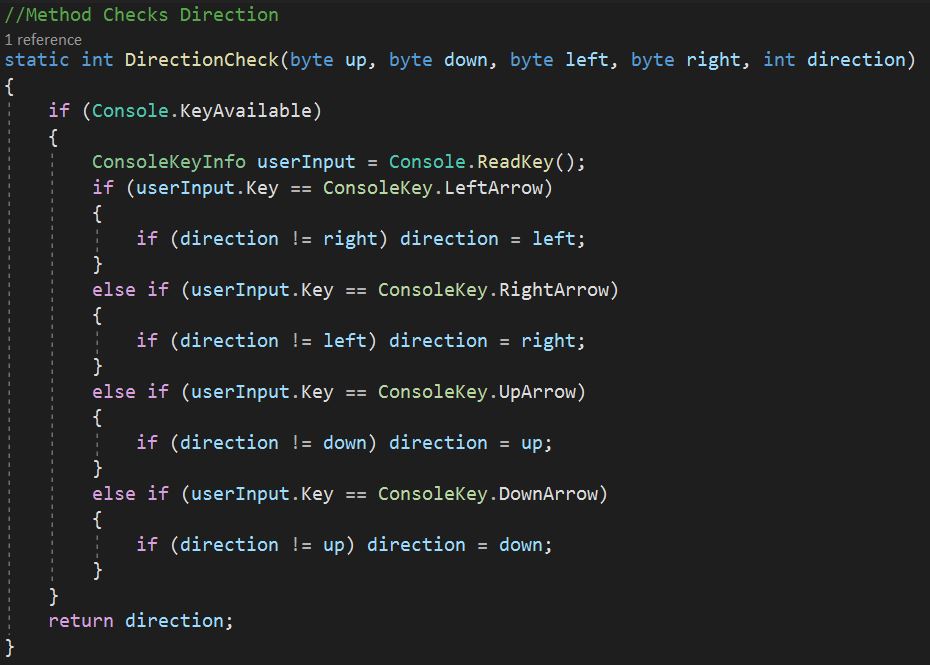 //Method Checks Direction
1 reference
static int DirectionCheck(byte up, byte down, byte left, byte right, int direction)
{
    if (Console.KeyAvailable)
    {
        ConsoleKeyInfo userInput = Console.ReadKey();
        if (userInput.Key == ConsoleKey.LeftArrow)
        {
            if (direction != right) direction = left;
        }
        else if (userInput.Key == ConsoleKey.RightArrow)
        {
            if (direction != left) direction = right;
        }
        else if (userInput.Key == ConsoleKey.UpArrow)
        {
            if (direction != down) direction = up;
        }
        else if (userInput.Key == ConsoleKey.DownArrow)
        {
            if (direction != up) direction = down;
        }
    }
    return direction;
}